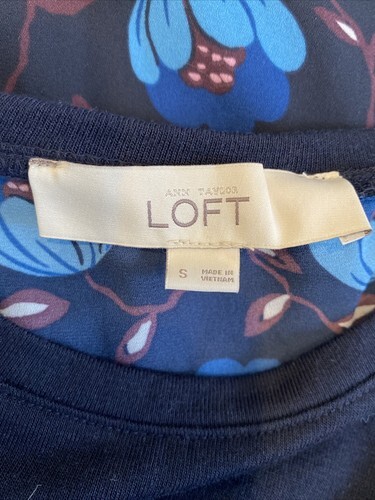 ANN TAYLOR
LOFT
S MADE IN
VIETNAM